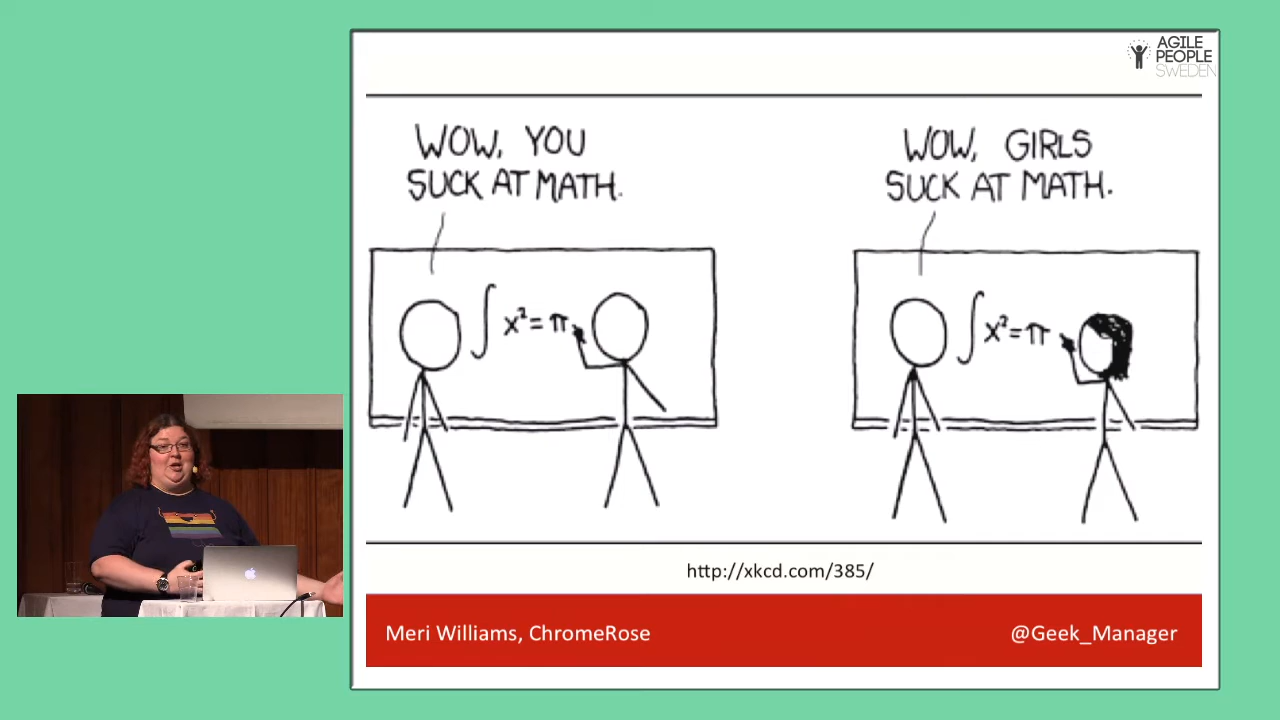 AGILE
PEOPLE
SWEDEN
WOW, YOU
SUCK AT MATH.
∫ x² = π
WOW, GIRLS
SUCK AT MATH.
∫ x² = π
http://xkcd.com/385/
Meri Williams, ChromeRose
@Geek_Manager